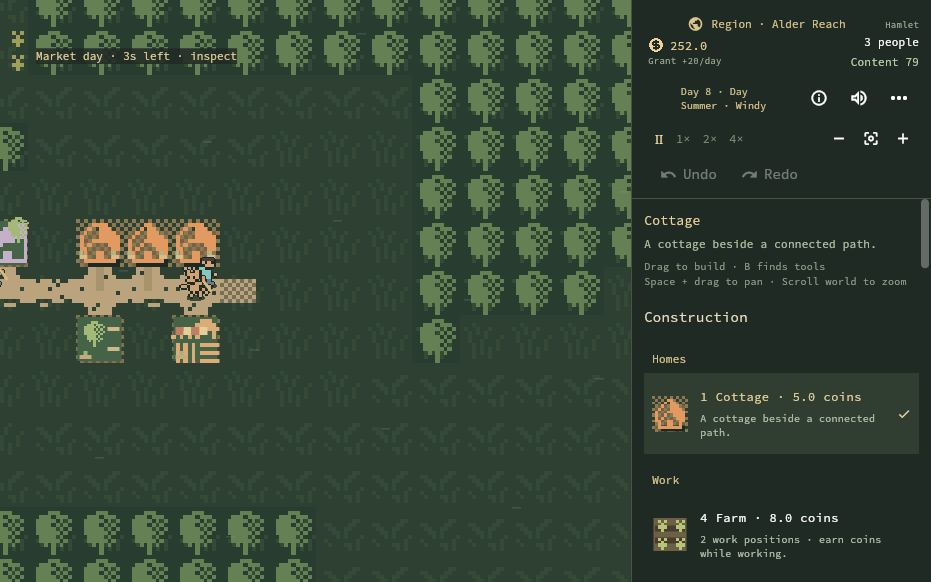 Market day · 3s left · inspect
Region · Alder Reach
Hamlet
252.0
3 people
Grant +20/day
Content 79
Day 8 · Day
Summer · Windy
1× 2× 4×
Undo Redo
Cottage
A cottage beside a connected path.
Drag to build · B finds tools
Space + drag to pan · Scroll world to zoom
Construction
Homes
1 Cottage · 5.0 coins
A cottage beside a connected
path.
Work
4 Farm · 8.0 coins
2 work positions · earn coins
while working.